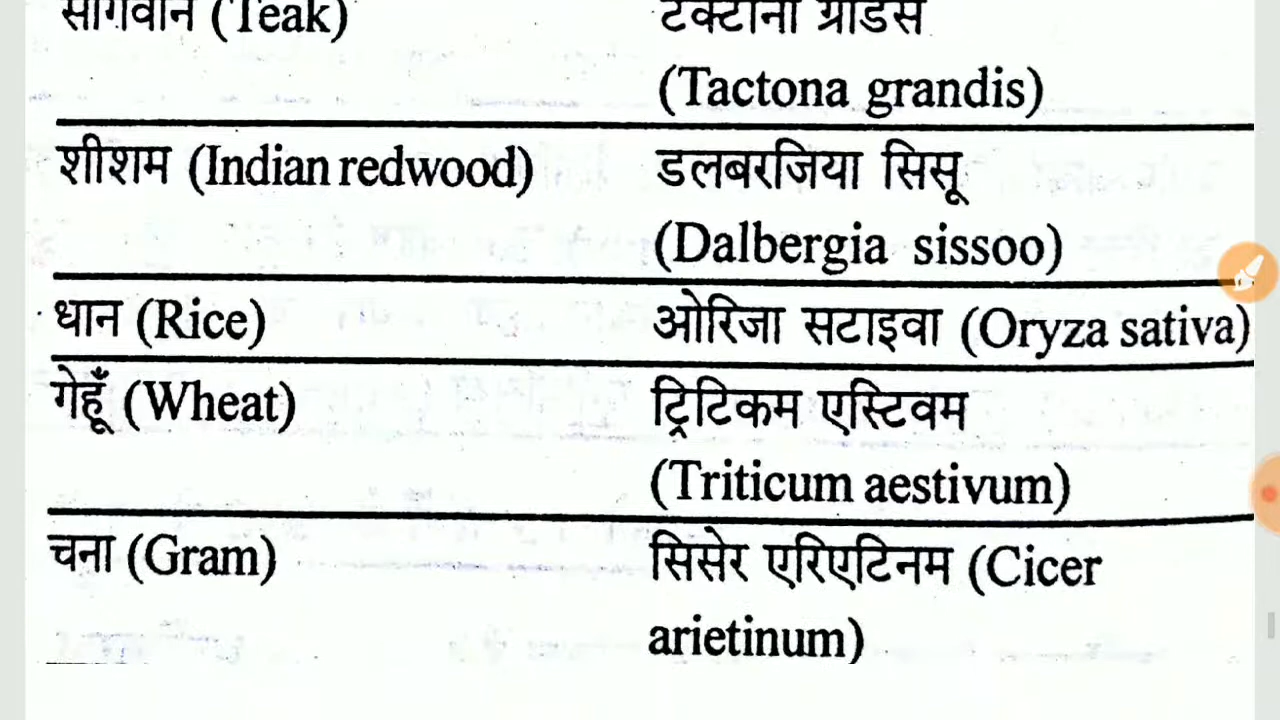 सागवान (Teak) टेक्टोना ग्रांडिस
(Tactona grandis)
शीशम (Indian redwood) डलबरजिया सिसू
(Dalbergia sissoo)
धान (Rice) ओरिजा सटाइवा (Oryza sativa)
गेहूँ (Wheat) ट्रिटिकम एस्टिवम
(Triticum aestivum)
चना (Gram) सिसेर एरिएटिनम (Cicer
arietinum)